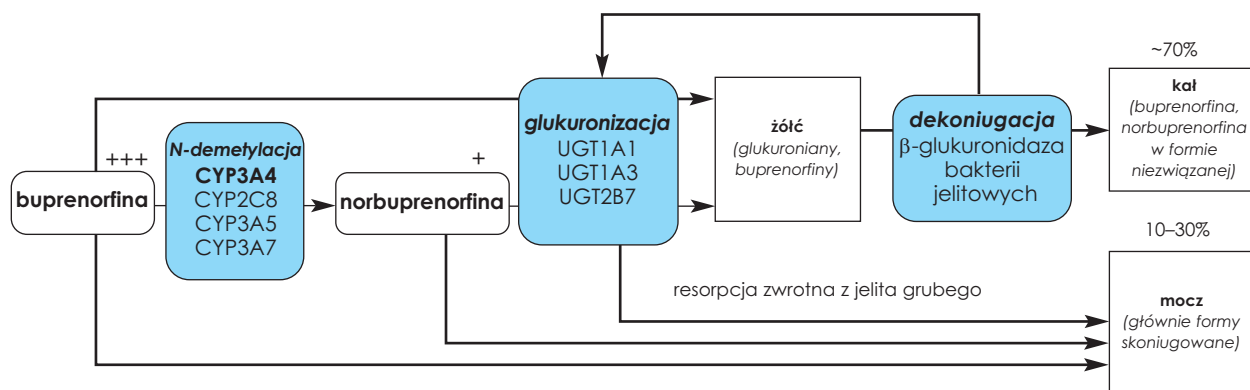 +++
buprenorfina
N-demetylacja
CYP3A4
CYP2C8
CYP3A5
CYP3A7
+
norbuprenorfina
glukuronizacja
UGT1A1
UGT1A3
UGT2B7
żółć
(glukuroniany,
buprenorfiny)
dekoniugacja
β-glukuronidaza
bakterii
jelitowych
~70%
kał
(buprenorfina,
norbuprenorfina
w formie
niezwiązanej)
resorpcja zwrotna z jelita grubego
10–30%
mocz
(głównie formy
skoniugowane)